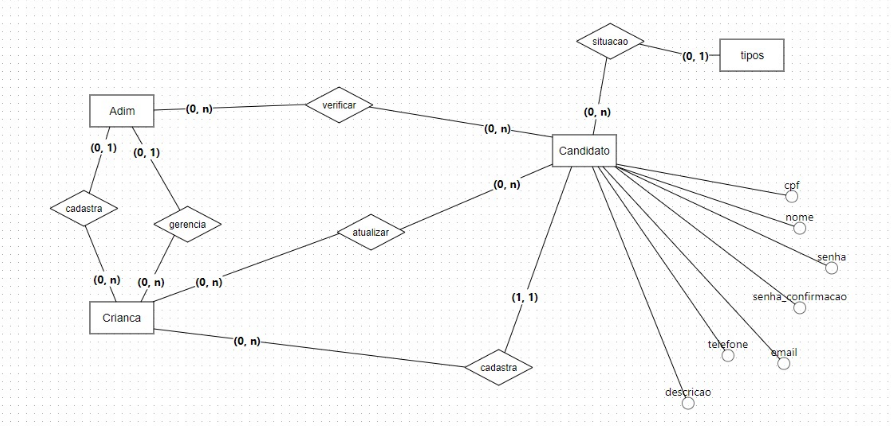 situacao
(0, 1)
tipos
Adim
(0, n)
verificar
(0, n)
(0, n)
Candidato
(0, 1)
(0, 1)
(0, n)
cpf
cadastra
gerencia
atualizar
nome
senha
(0, n)
(0, n)
(0, n)
(1, 1)
senha_confirmacao
Crianca
(0, n)
telefone
email
cadastra
descricao